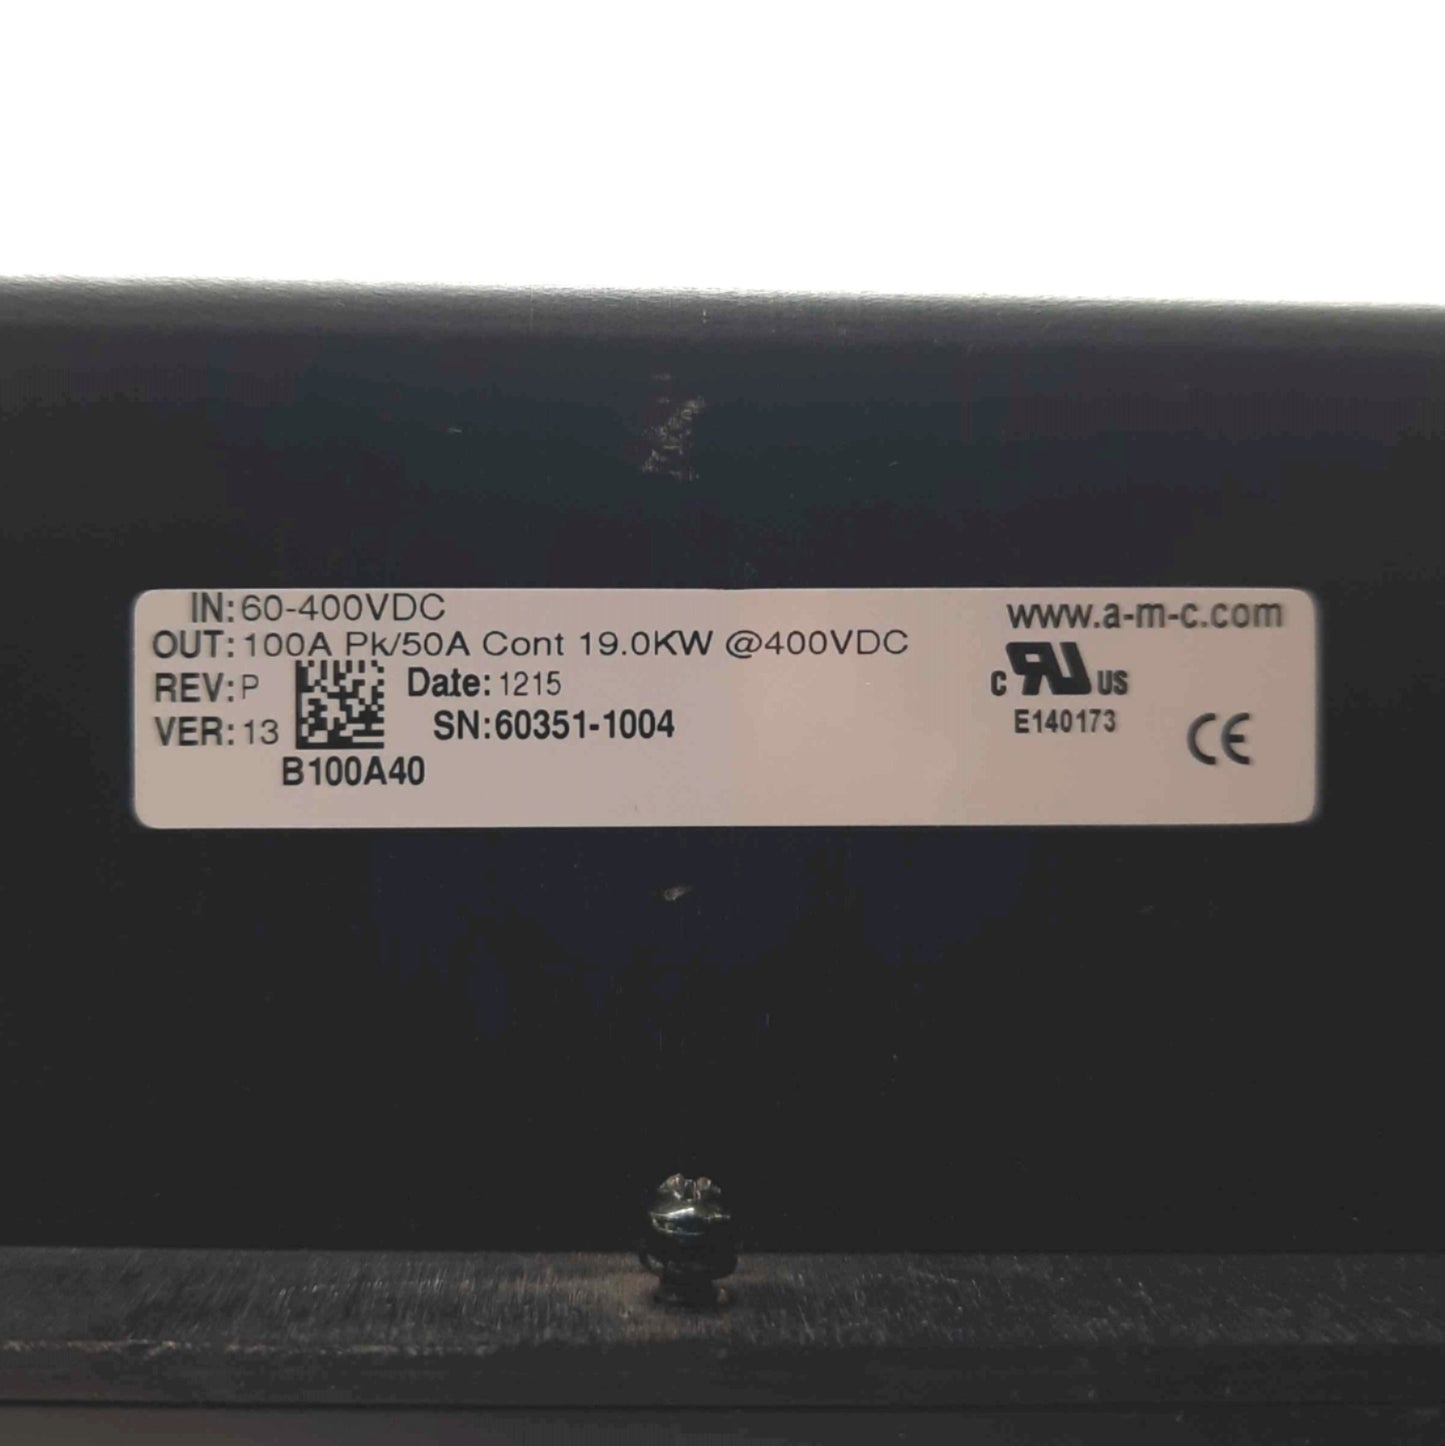 IN: 60-400VDC
OUT: 100A Pk/50A Cont 19.0KW @400VDC
REV: P
Date: 1215
VER: 13
SN:60351-1004
B100A40
www.a-m-c.com
c RU US
E140173
CE